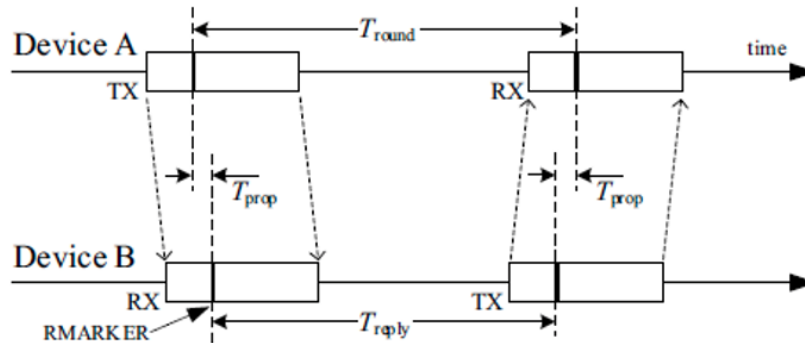 Device A
T_round
time
TX
RX
T_prop
T_prop
Device B
RX
TX
RMARKER
T_reply